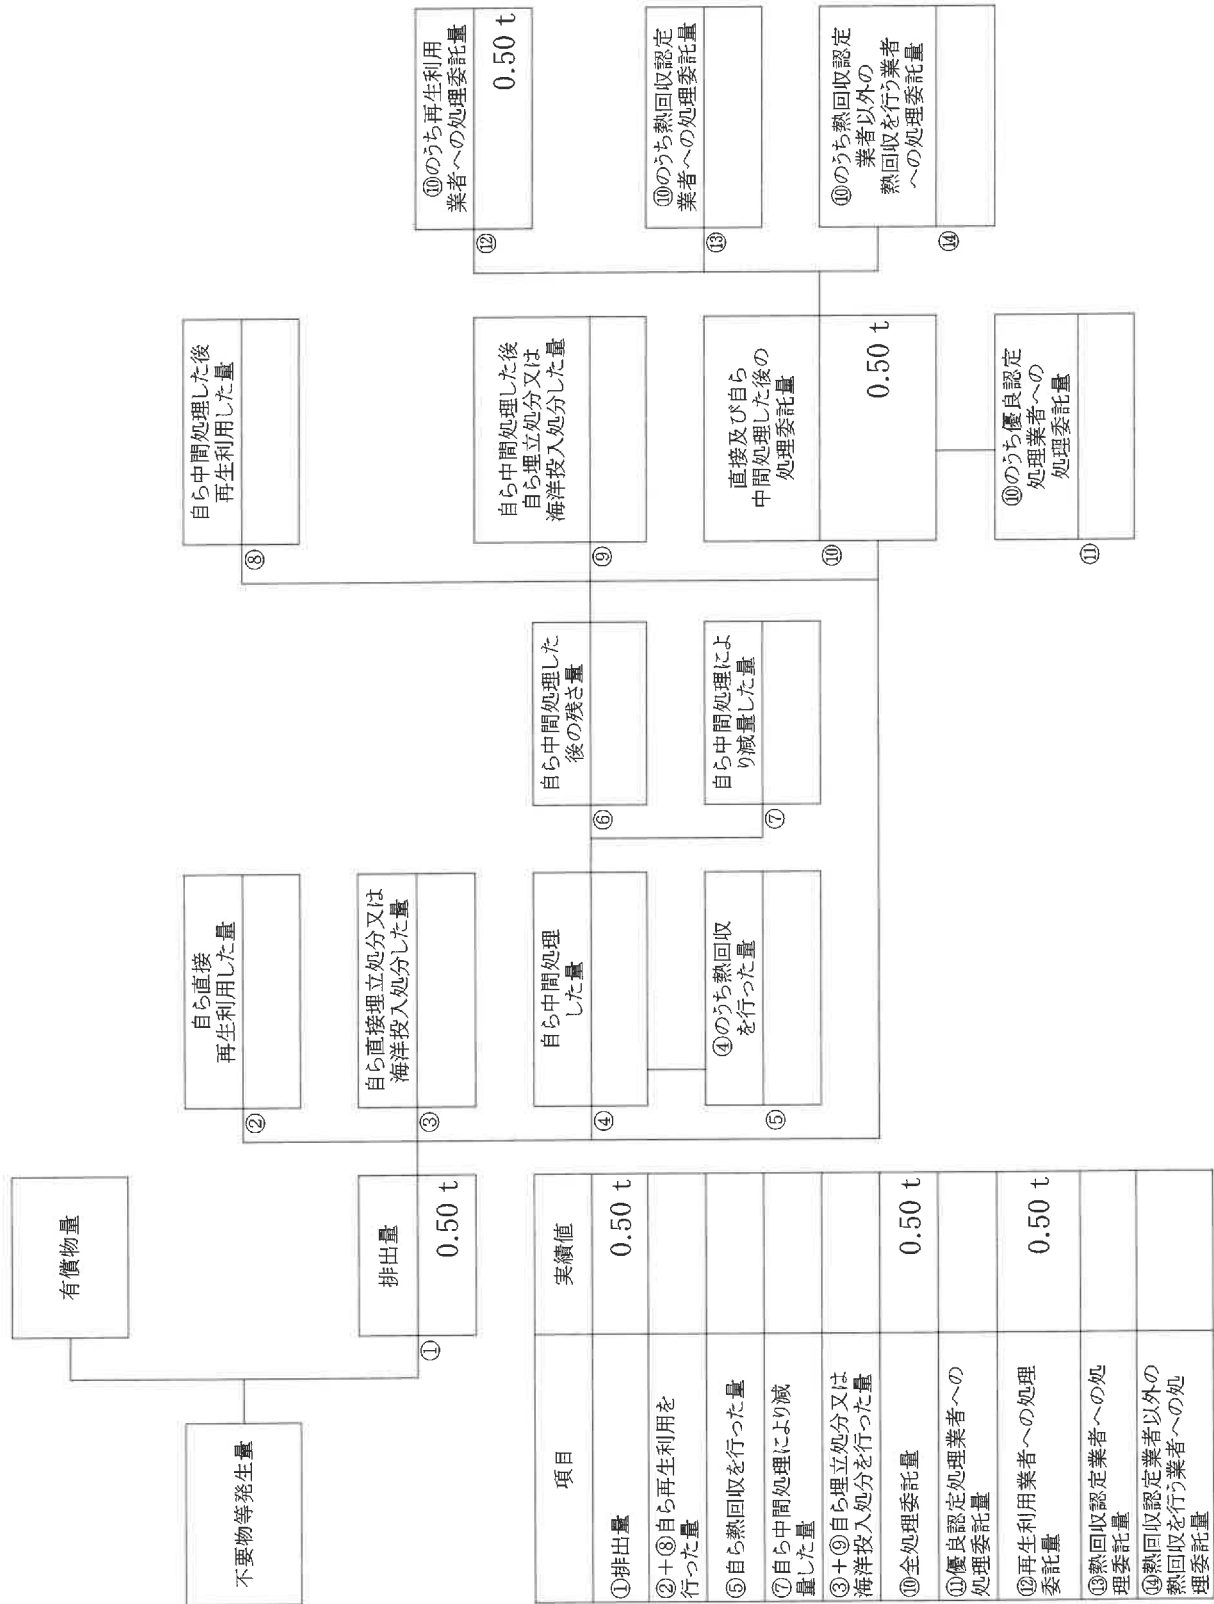 有償物量
不要物等発生量
排出量
①
0.50 t
自ら直接
再生利用した量
②
自ら直接埋立処分又は
海洋投入処分した量
③
自ら中間処理
した量
④
④のうち熱回収
を行った量
⑤
自ら中間処理した
後の残さ量
⑥
自ら中間処理によ
り減量した量
⑦
自ら中間処理した後
再生利用した量
⑧
自ら中間処理した後
自ら埋立処分又は
海洋投入処分した量
⑨
直接及び自ら
中間処理した後の
処理委託量
⑩
0.50 t
⑩のうち優良認定
処理業者への
処理委託量
⑪
⑩のうち再生利用
業者への処理委託量
⑫
0.50 t
⑩のうち熱回収認定
業者への処理委託量
⑬
⑩のうち熱回収認定
業者以外の
熱回収を行う業者
への処理委託量
⑭
項目 実績値
①排出量 0.50 t
②+⑧自ら再生利用を
行った量
⑤自ら熱回収を行った量
⑦自ら中間処理により減
量した量
③+⑨自ら埋立処分又は
海洋投入処分を行った量
⑩全処理委託量 0.50 t
⑪優良認定処理業者への
処理委託量
⑫再生利用業者への処理
委託量 0.50 t
⑬熱回収認定業者への処
理委託量
⑭熱回収認定業者以外の
熱回収を行う業者への処
理委託量